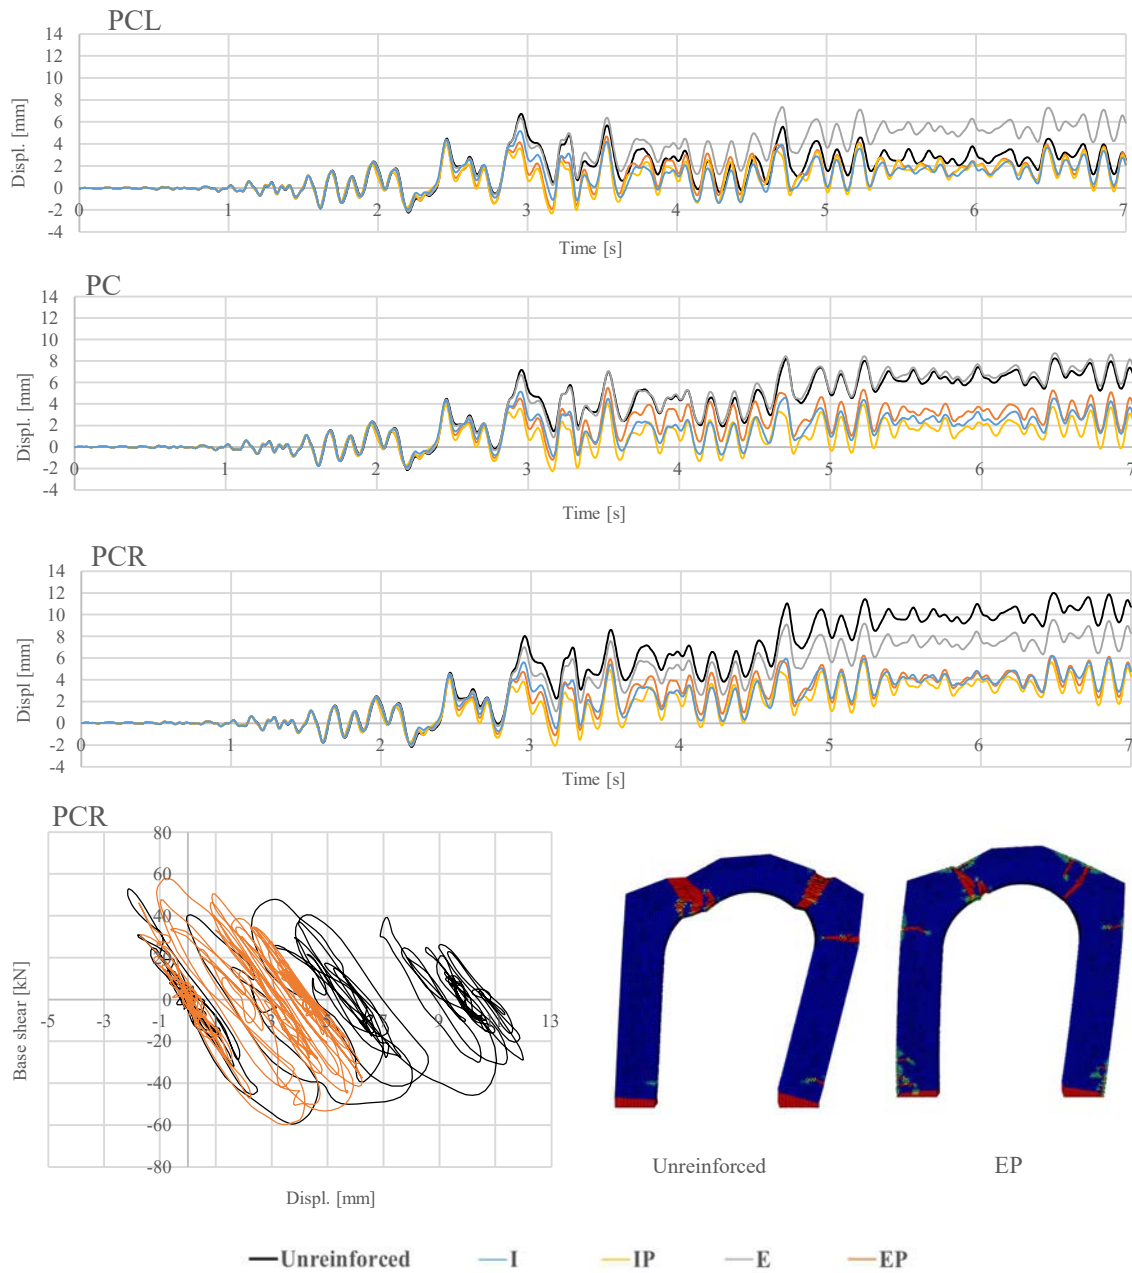 PCL
14
12
10
8
6
4
2
0
-2
-4
Displ. [mm]
0 1 2 3 4 5 6 7
Time [s]
PC
14
12
10
8
6
4
2
0
-2
-4
Displ. [mm]
0 1 2 3 4 5 6 7
Time [s]
PCR
14
12
10
8
6
4
2
0
-2
-4
Displ [mm]
0 1 2 3 4 5 6 7
Time [s]
PCR
80
60
40
20
0
-20
-40
-60
-80
Base shear [kN]
-5 -3 -1 1 3 5 7 9 11 13
Displ. [mm]
Unreinforced EP
Unreinforced I IP E EP